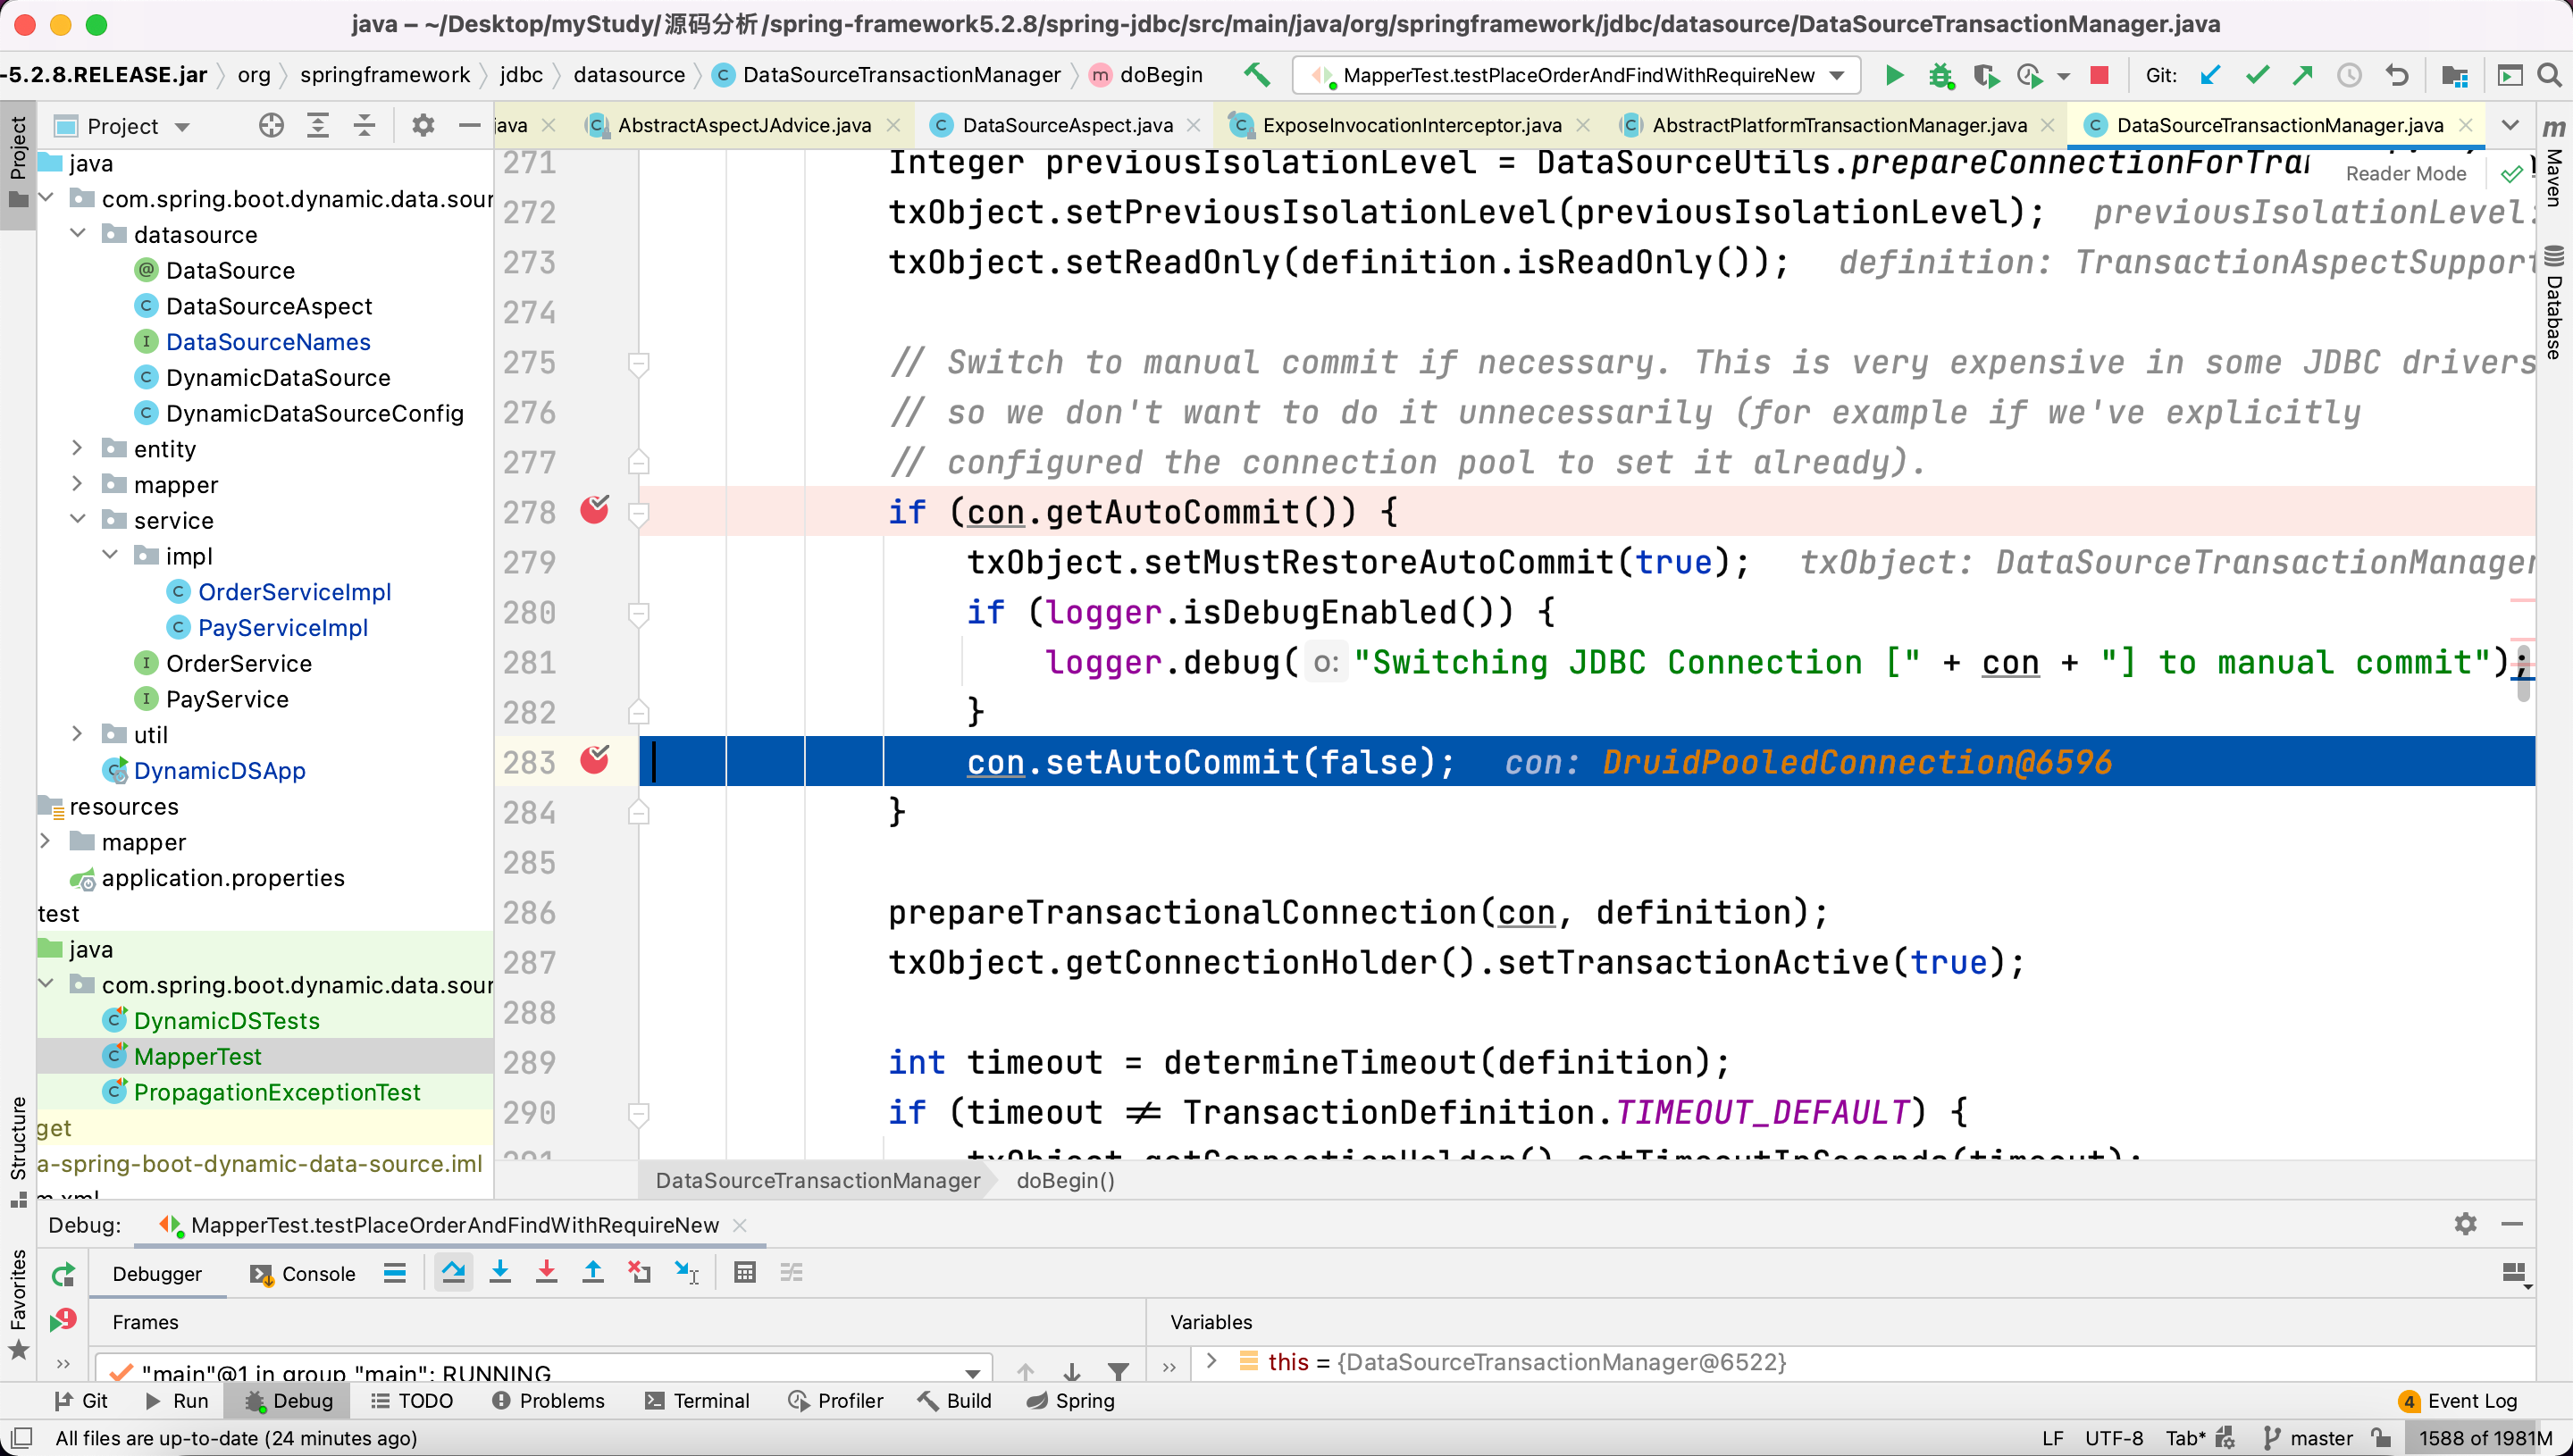 java – ~/Desktop/myStudy/源码分析/spring-framework5.2.8/spring-jdbc/src/main/java/org/springframework/jdbc/datasource/DataSourceTransactionManager.java
-5.2.8.RELEASE.jar org springframework jdbc datasource DataSourceTransactionManager doBegin MapperTest.testPlaceOrderAndFindWithRequireNew Git:
Project java AbstractAspectJAdvice.java DataSourceAspect.java ExposeInvocationInterceptor.java AbstractPlatformTransactionManager.java DataSourceTransactionManager.java
Project
Structure
Favorites
Maven
Database
java
com.spring.boot.dynamic.data.sour
datasource
DataSource
DataSourceAspect
DataSourceNames
DynamicDataSource
DynamicDataSourceConfig
entity
mapper
service
impl
OrderServiceImpl
PayServiceImpl
OrderService
PayService
util
DynamicDSApp
resources
mapper
application.properties
test
java
com.spring.boot.dynamic.data.sour
DynamicDSTests
MapperTest
PropagationExceptionTest
get
a-spring-boot-dynamic-data-source.iml
Reader Mode
271 Integer previousIsolationLevel = DataSourceUtils.prepareConnectionForTra
272 txObject.setPreviousIsolationLevel(previousIsolationLevel); previousIsolationLevel:
273 txObject.setReadOnly(definition.isReadOnly()); definition: TransactionAspectSupport
274
275 // Switch to manual commit if necessary. This is very expensive in some JDBC drivers
276 // so we don't want to do it unnecessarily (for example if we've explicitly
277 // configured the connection pool to set it already).
278 if (con.getAutoCommit()) {
279 txObject.setMustRestoreAutoCommit(true); txObject: DataSourceTransactionManager
280 if (logger.isDebugEnabled()) {
281 logger.debug( o: "Switching JDBC Connection [" + con + "] to manual commit");
282 }
283 con.setAutoCommit(false); con: DruidPooledConnection@6596
284 }
285
286 prepareTransactionalConnection(con, definition);
287 txObject.getConnectionHolder().setTransactionActive(true);
288
289 int timeout = determineTimeout(definition);
290 if (timeout ≠ TransactionDefinition.TIMEOUT_DEFAULT) {
291 txObject.getConnectionHolder().setTimeoutInSeconds(timeout);
DataSourceTransactionManager doBegin()
Debug: MapperTest.testPlaceOrderAndFindWithRequireNew
Debugger Console
Frames Variables
"main"@1 in group "main": RUNNING this = {DataSourceTransactionManager@6522}
Git Run Debug TODO Problems Terminal Profiler Build Spring 4 Event Log
All files are up-to-date (24 minutes ago) LF UTF-8 Tab* master 1588 of 1981M